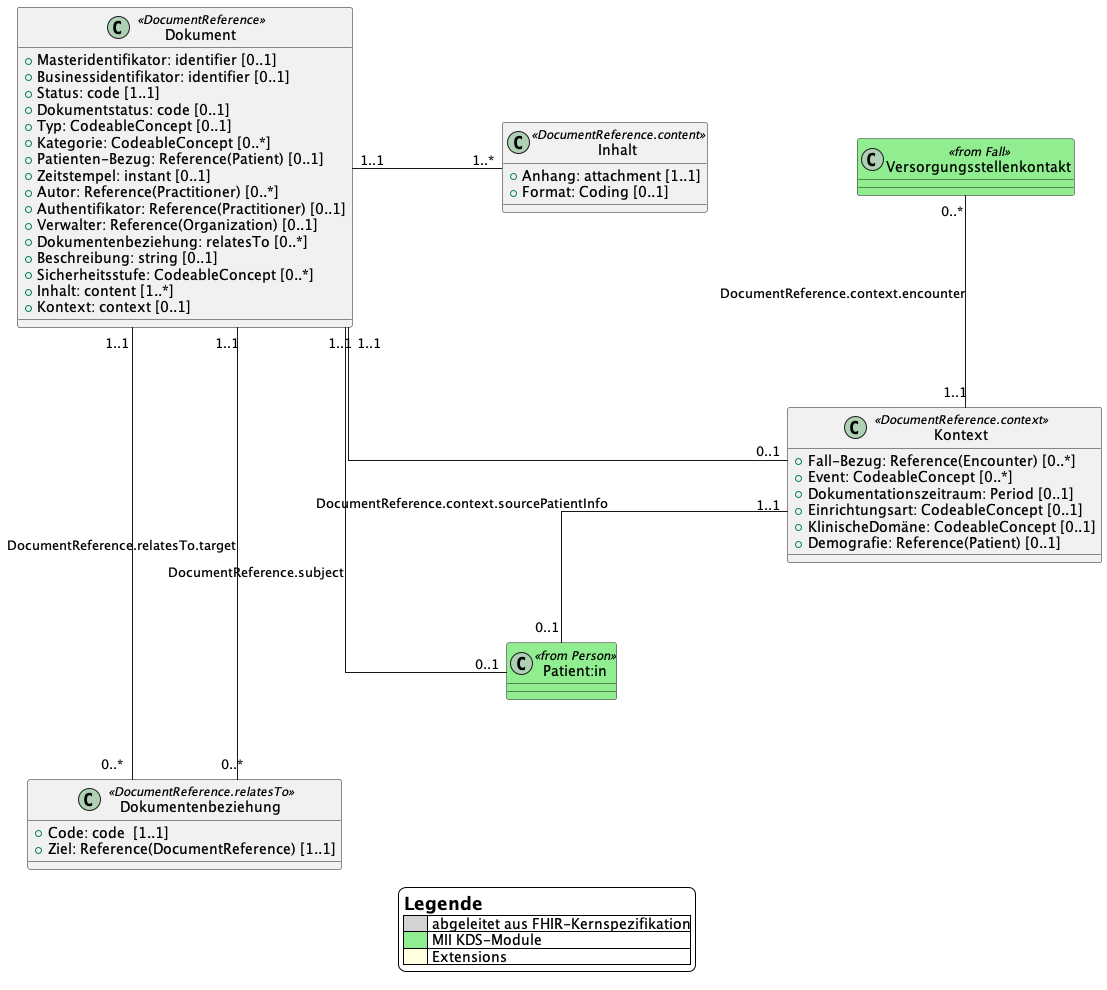 C
«DocumentReference»
Dokument
Masteridentifikator: identifier [0..1]
Businessidentifikator: identifier [0..1]
Status: code [1..1]
Dokumentstatus: code [0..1]
Typ: CodeableConcept [0..1]
Kategorie: CodeableConcept [0..*]
Patienten-Bezug: Reference(Patient) [0..1]
Zeitstempel: instant [0..1]
Autor: Reference(Practitioner) [0..*]
Authentifikator: Reference(Practitioner) [0..1]
Verwalter: Reference(Organization) [0..1]
Dokumentenbeziehung: relatesTo [0..*]
Beschreibung: string [0..1]
Sicherheitsstufe: CodeableConcept [0..*]
Inhalt: content [1..*]
Kontext: context [0..1]
1..1
1..*
C
«DocumentReference.content»
Inhalt
Anhang: attachment [1..1]
Format: Coding [0..1]
C
«from Fall»
Versorgungsstellenkontakt
0..*
DocumentReference.context.encounter
1..1
1..1
1..1
1..1
1..1
0..1
C
«DocumentReference.context»
Kontext
Fall-Bezug: Reference(Encounter) [0..*]
Event: CodeableConcept [0..*]
Dokumentationszeitraum: Period [0..1]
Einrichtungsart: CodeableConcept [0..1]
KlinischeDomäne: CodeableConcept [0..1]
Demografie: Reference(Patient) [0..1]
DocumentReference.context.sourcePatientInfo
1..1
DocumentReference.relatesTo.target
DocumentReference.subject
0..1
0..1
C
«from Person»
Patient:in
0..*
0..*
C
«DocumentReference.relatesTo»
Dokumentenbeziehung
Code: code  [1..1]
Ziel: Reference(DocumentReference) [1..1]
Legende
abgeleitet aus FHIR-Kernspezifikation
MII KDS-Module
Extensions